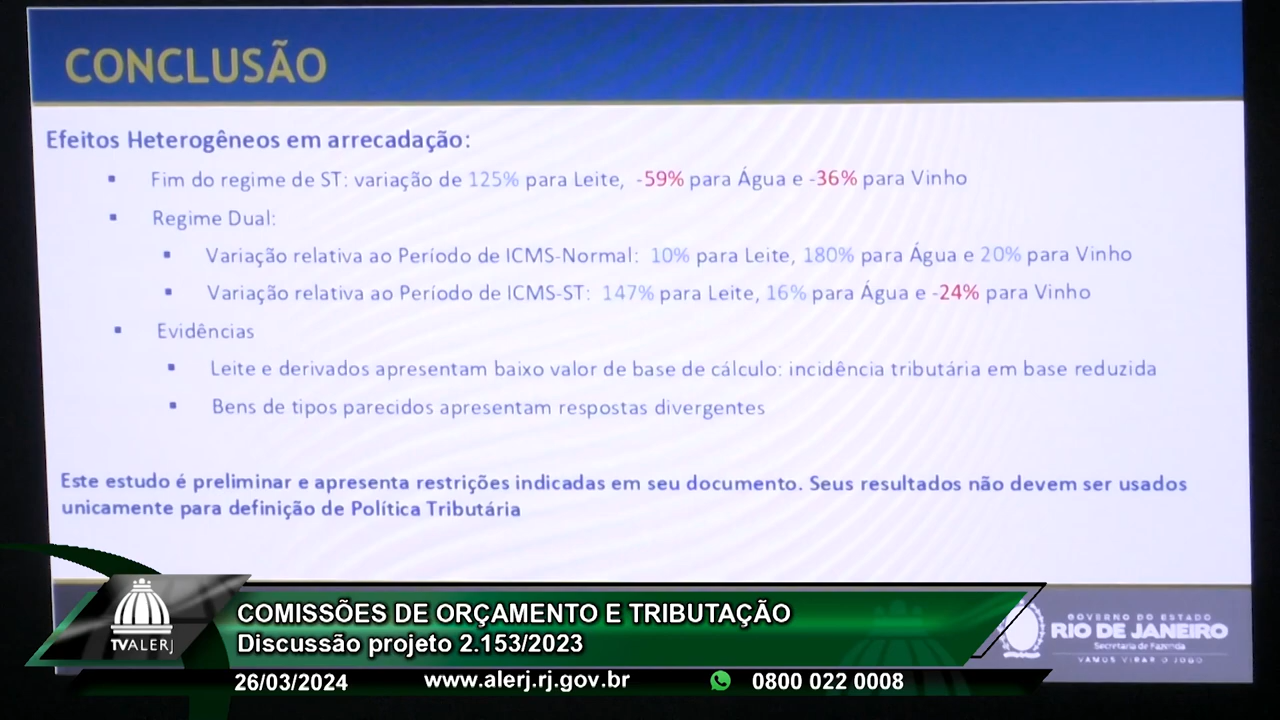 CONCLUSÃO
Efeitos Heterogêneos em arrecadação:
▪ Fim do regime de ST: variação de 125% para Leite, -59% para Água e -36% para Vinho
▪ Regime Dual:
▪ Variação relativa ao Período de ICMS-Normal: 10% para Leite, 180% para Água e 20% para Vinho
▪ Variação relativa ao Período de ICMS-ST: 147% para Leite, 16% para Água e -24% para Vinho
▪ Evidências
▪ Leite e derivados apresentam baixo valor de base de cálculo: incidência tributária em base reduzida
▪ Bens de tipos parecidos apresentam respostas divergentes
Este estudo é preliminar e apresenta restrições indicadas em seu documento. Seus resultados não devem ser usados
unicamente para definição de Política Tributária
TVALERJ
COMISSÕES DE ORÇAMENTO E TRIBUTAÇÃO
Discussão projeto 2.153/2023
26/03/2024 www.alerj.rj.gov.br 0800 022 0008
GOVERNO DO ESTADO
RIO DE JANEIRO
Secretaria de Fazenda
VAMOS VIRAR O JOGO